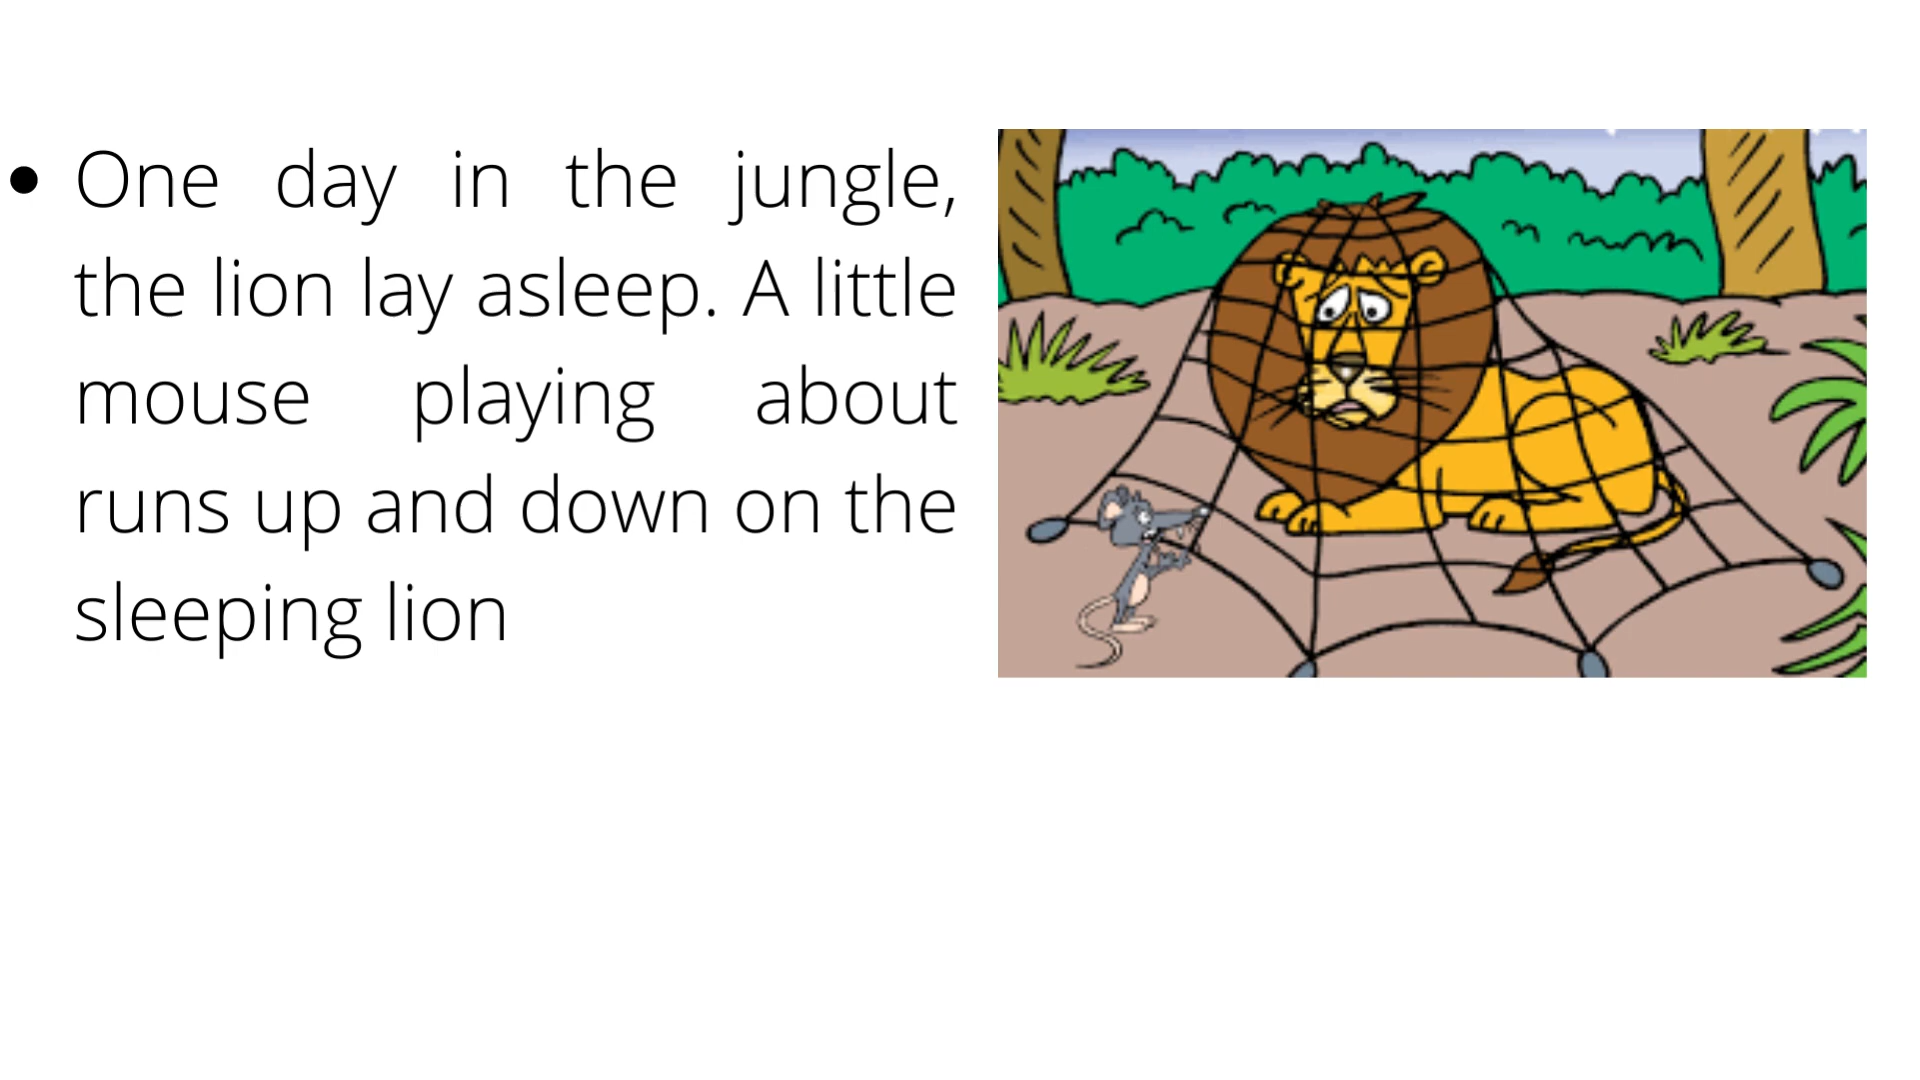 • One day in the jungle,
the lion lay asleep. A little
mouse playing about
runs up and down on the
sleeping lion